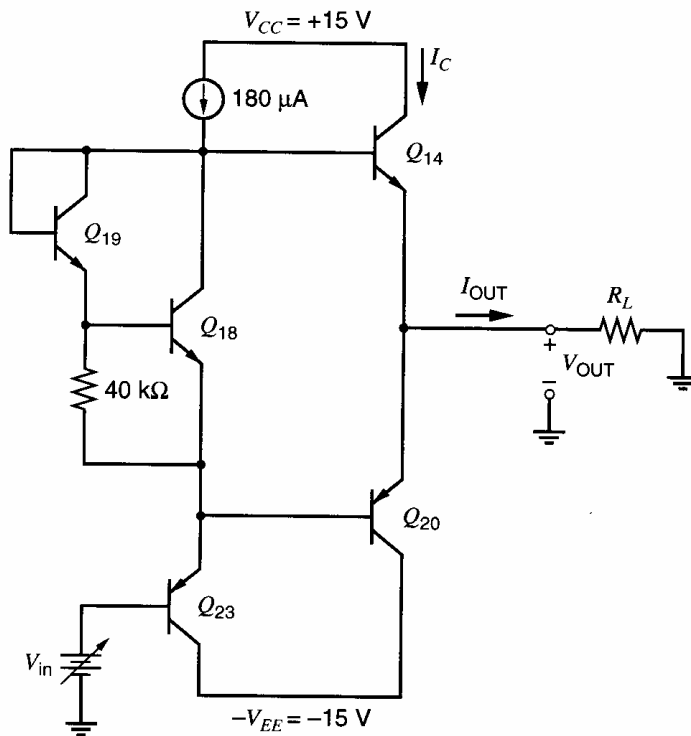 V_CC = +15 V
I_C
180 μA
Q_14
Q_19
I_OUT
R_L
Q_18
+
V_OUT
40 kΩ
−
Q_20
Q_23
V_in
−V_EE = −15 V